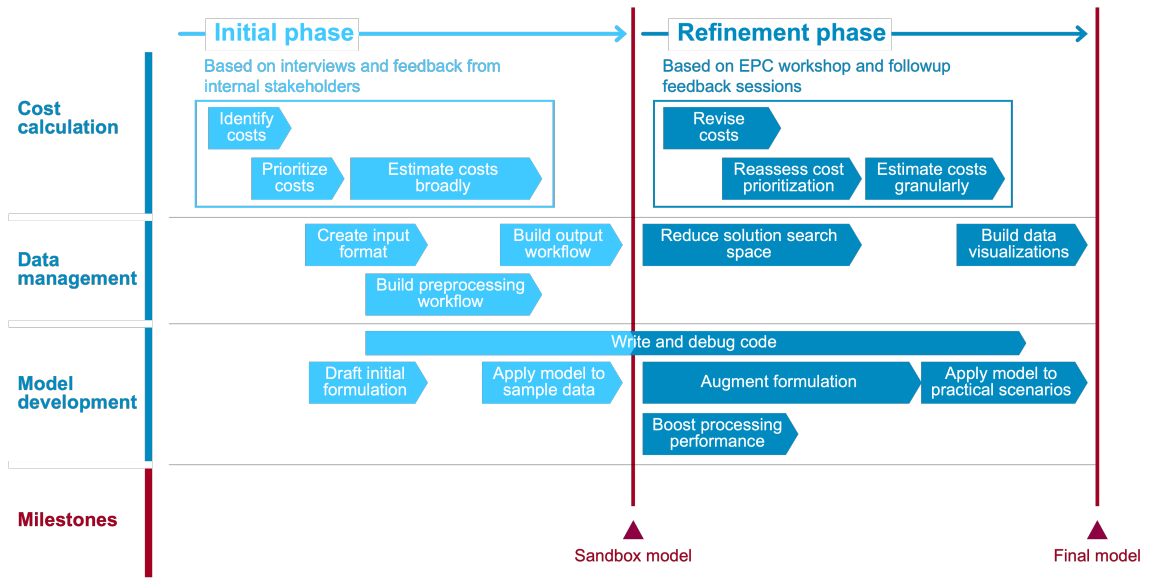 Initial phase
Refinement phase
Based on interviews and feedback from
internal stakeholders
Based on EPC workshop and followup
feedback sessions
Cost
calculation
Identify
costs
Prioritize
costs
Estimate costs
broadly
Revise
costs
Reassess cost
prioritization
Estimate costs
granularly
Data
management
Create input
format
Build output
workflow
Build preprocessing
workflow
Reduce solution search
space
Build data
visualizations
Model
development
Write and debug code
Draft initial
formulation
Apply model to
sample data
Augment formulation
Apply model to
practical scenarios
Boost processing
performance
Milestones
Sandbox model
Final model